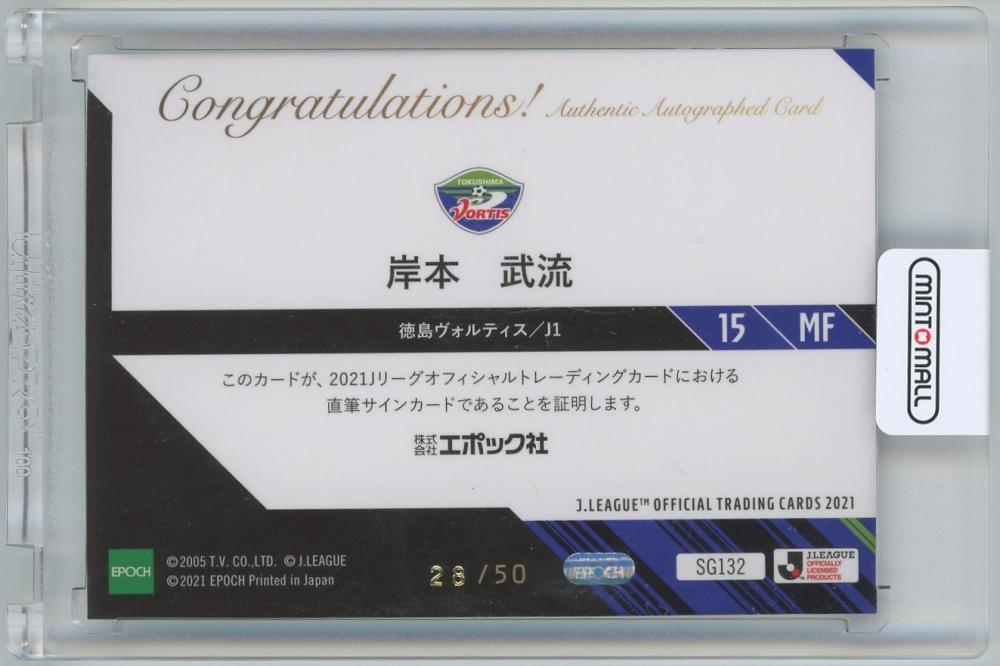 Congratulations! Authentic Autographed Card
TOKUSHIMA
VORTIS
岸本 武流
徳島ヴォルティス/J1
15
MF
このカードが、2021Jリーグオフィシャルトレーディングカードにおける
直筆サインカードであることを証明します。
株式会社エポック社
J.LEAGUE™ OFFICIAL TRADING CARDS 2021
EPOCH
©2005 T.V. CO.,LTD. ©J.LEAGUE
©2021 EPOCH Printed in Japan
28/50
EPOCH
SG132
J.LEAGUE
OFFICIALLY
LICENSED
PRODUCTS
MINTOMALL
100